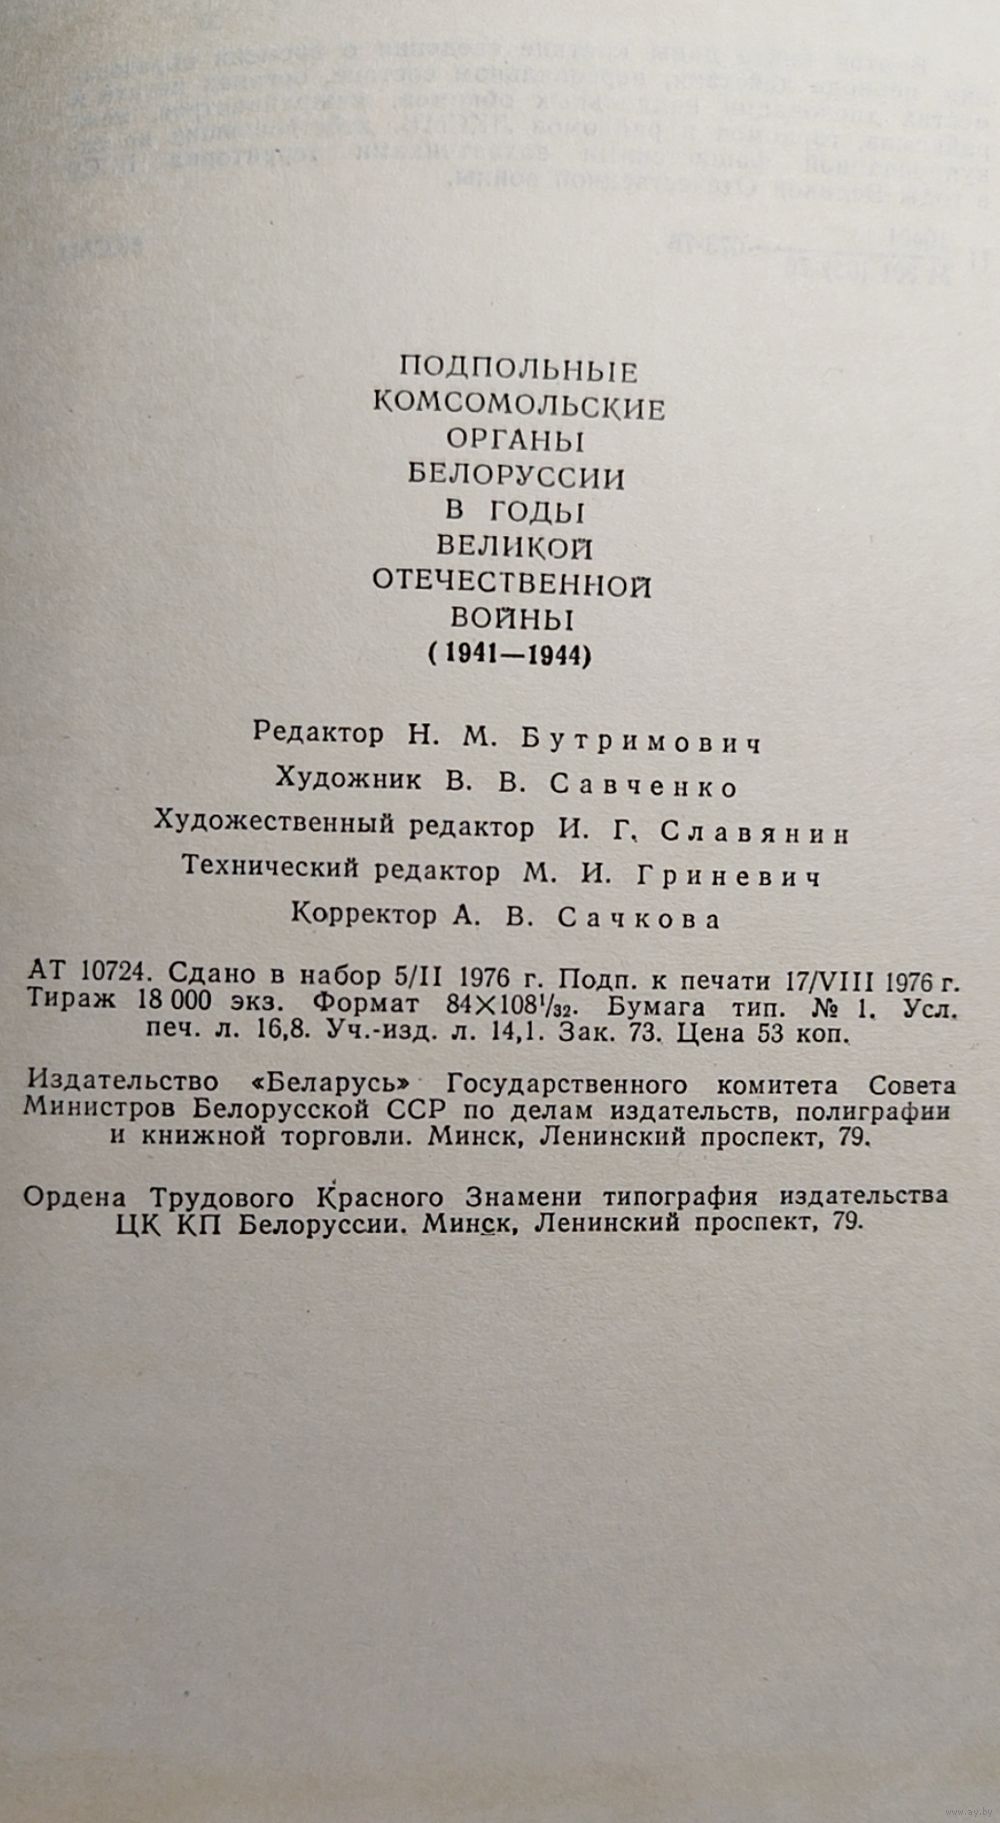 ПОДПОЛЬНЫЕ
КОМСОМОЛЬСКИЕ
ОРГАНЫ
БЕЛОРУССИИ
В ГОДЫ
ВЕЛИКОЙ
ОТЕЧЕСТВЕННОЙ
ВОЙНЫ
(1941—1944)
Редактор Н. М. Бутримович
Художник В. В. Савченко
Художественный редактор И. Г. Славянин
Технический редактор М. И. Гриневич
Корректор А. В. Сачкова
АТ 10724. Сдано в набор 5/II 1976 г. Подп. к печати 17/VIII 1976 г.
Тираж 18 000 экз. Формат 84×108¹/₃₂. Бумага тип. № 1. Усл.
печ. л. 16,8. Уч.-изд. л. 14,1. Зак. 73. Цена 53 коп.
Издательство «Беларусь» Государственного комитета Совета
Министров Белорусской ССР по делам издательств, полиграфии
и книжной торговли. Минск, Ленинский проспект, 79.
Ордена Трудового Красного Знамени типография издательства
ЦК КП Белоруссии. Минск, Ленинский проспект, 79.
www.ay.by